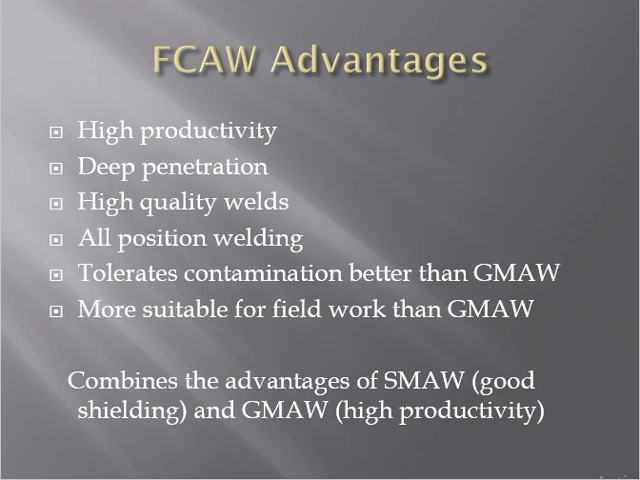 FCAW Advantages
High productivity
Deep penetration
High quality welds
All position welding
Tolerates contamination better than GMAW
More suitable for field work than GMAW
Combines the advantages of SMAW (good
shielding) and GMAW (high productivity)